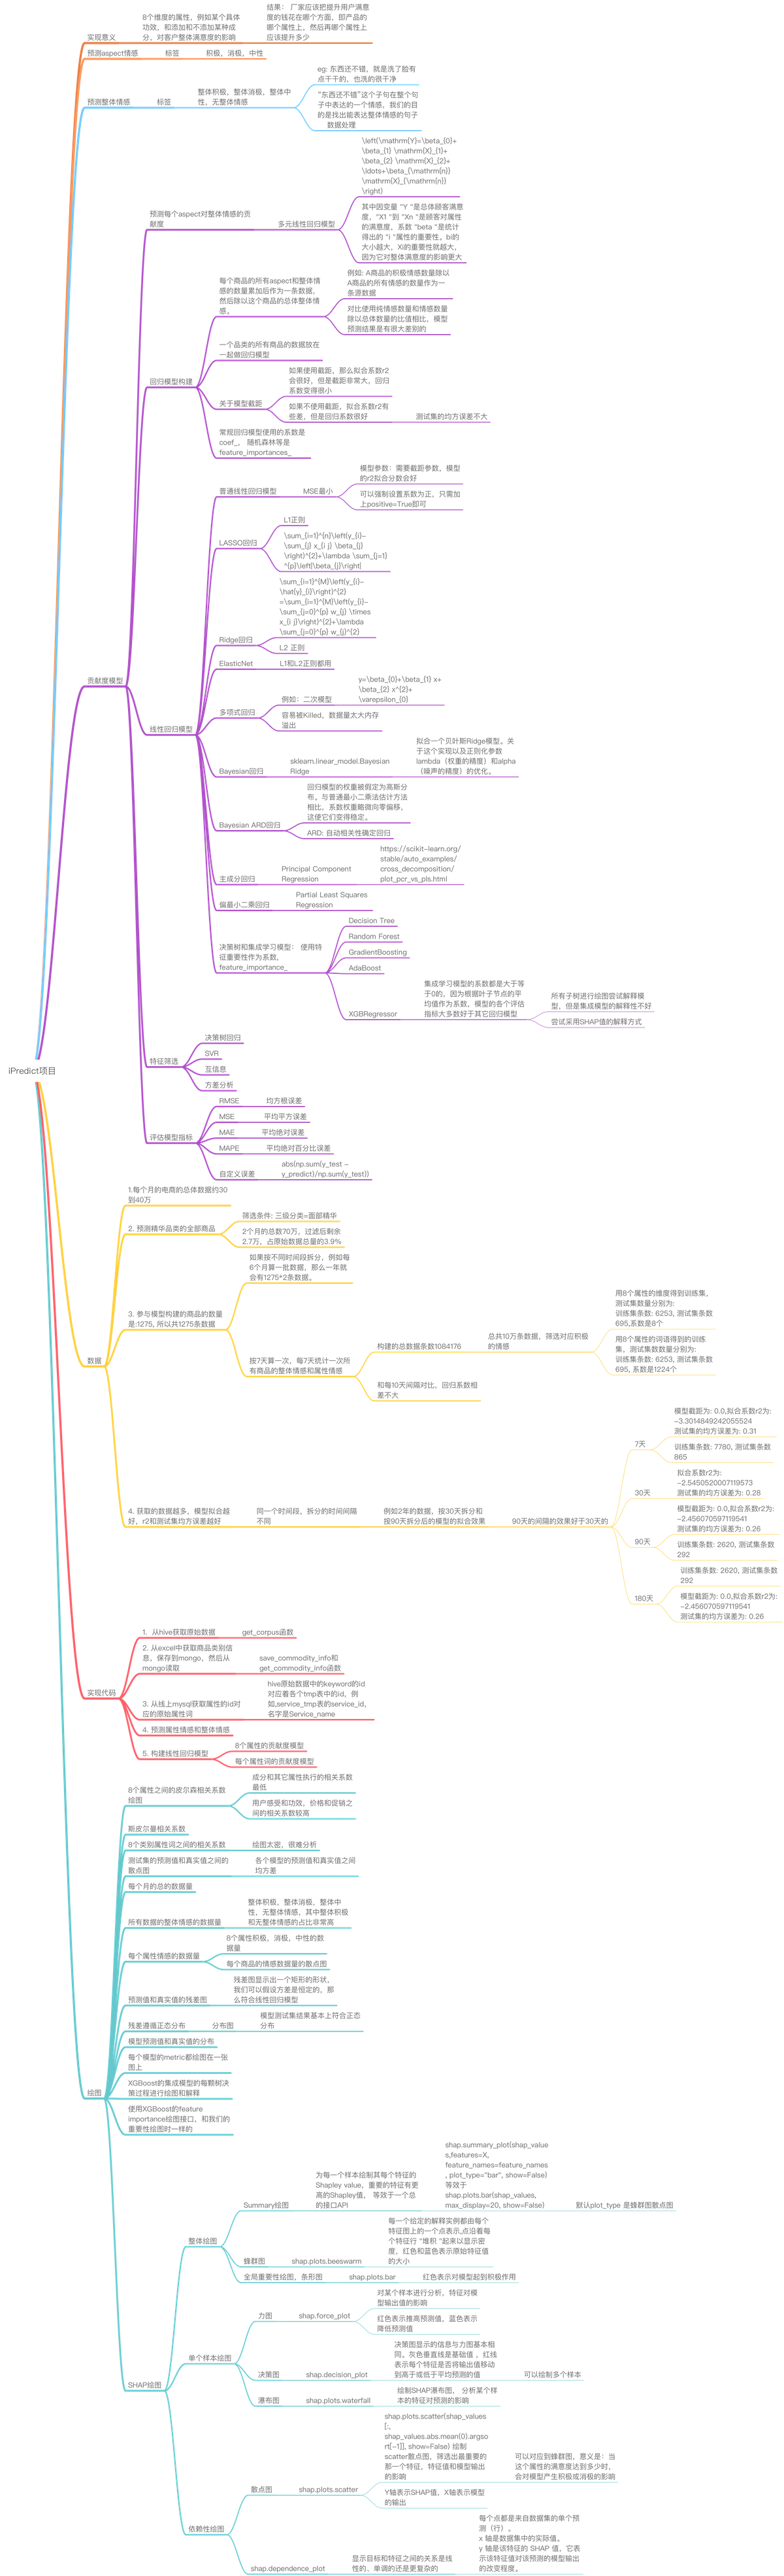 iPredict项目
实现意义
8个维度的属性，例如某个具体
功效，和添加和不添加某种成
分，对客户整体满意度的影响
结果： 厂家应该把提升用户满意
度的钱花在哪个方面，即产品的
哪个属性上，然后再哪个属性上
应该提升多少
预测aspect情感
标签
积极，消极，中性
预测整体情感
标签
整体积极，整体消极，整体中
性，无整体情感
eg: 东西还不错，就是洗了脸有
点干干的，也洗的很干净
“东西还不错”这个子句在整个句
子中表达的一个情感，我们的目
的是找出能表达整体情感的句子
数据处理
贡献度模型
预测每个aspect对整体情感的贡
献度
多元线性回归模型
\left(\mathrm{Y}=\beta_{0}+
\beta_{1} \mathrm{X}_{1}+
\beta_{2} \mathrm{X}_{2}+
\ldots+\beta_{\mathrm{n}}
\mathrm{X}_{\mathrm{n}}
\right)
其中因变量 "Y "是总体顾客满意
度，"X1 "到 "Xn "是顾客对属性
的满意度，系数 "beta "是统计
得出的 "i "属性的重要性。bi的
大小越大，Xi的重要性就越大，
因为它对整体满意度的影响更大
回归模型构建
每个商品的所有aspect和整体情
感的数量累加后作为一条数据，
然后除以这个商品的总体整体情
感。
例如: A商品的积极情感数量除以
A商品的所有情感的数量作为一
条源数据
对比使用纯情感数量和情感数量
除以总体数量的比值相比，模型
预测结果是有很大差别的
一个品类的所有商品的数据放在
一起做回归模型
关于模型截距
如果使用截距，那么拟合系数r2
会很好，但是截距非常大，回归
系数变得很小
如果不使用截距，拟合系数r2有
些差，但是回归系数很好
测试集的均方误差不大
常规回归模型使用的系数是
coef_， 随机森林等是
feature_importances_
线性回归模型
普通线性回归模型
MSE最小
模型参数：需要截距参数，模型
的r2拟合分数会好
可以强制设置系数为正，只需加
上positive=True即可
LASSO回归
L1正则
\sum_{i=1}^{n}\left(y_{i}-
\sum_{j} x_{i j} \beta_{j}
\right)^{2}+\lambda \sum_{j=1}
^{p}\left|\beta_{j}\right|
Ridge回归
\sum_{i=1}^{M}\left(y_{i}-
\hat{y}_{i}\right)^{2}
=\sum_{i=1}^{M}\left(y_{i}-
\sum_{j=0}^{p} w_{j} \times
x_{i j}\right)^{2}+\lambda
\sum_{j=0}^{p} w_{j}^{2}
L2 正则
ElasticNet
L1和L2正则都用
多项式回归
例如：二次模型
y=\beta_{0}+\beta_{1} x+
\beta_{2} x^{2}+
\varepsilon_{0}
容易被Killed，数据量太大内存
溢出
Bayesian回归
sklearn.linear_model.Bayesian
Ridge
拟合一个贝叶斯Ridge模型。关
于这个实现以及正则化参数
lambda（权重的精度）和alpha
（噪声的精度）的优化。
Bayesian ARD回归
回归模型的权重被假定为高斯分
布。与普通最小二乘法估计方法
相比，系数权重略微向零偏移，
这使它们变得稳定。
ARD: 自动相关性确定回归
主成分回归
Principal Component
Regression
https://scikit-learn.org/
stable/auto_examples/
cross_decomposition/
plot_pcr_vs_pls.html
偏最小二乘回归
Partial Least Squares
Regression
决策树和集成学习模型： 使用特
征重要性作为系数,
feature_importance_
Decision Tree
Random Forest
GradientBoosting
AdaBoost
XGBRegressor
集成学习模型的系数都是大于等
于0的，因为根据叶子节点的平
均值作为系数，模型的各个评估
指标大多数好于其它回归模型
所有子树进行绘图尝试解释模
型，但是集成模型的解释性不好
尝试采用SHAP值的解释方式
特征筛选
决策树回归
SVR
互信息
方差分析
评估模型指标
RMSE
均方根误差
MSE
平均平方误差
MAE
平均绝对误差
MAPE
平均绝对百分比误差
自定义误差
abs(np.sum(y_test -
y_predict)/np.sum(y_test))
数据
1.每个月的电商的总体数据约30
到40万
2. 预测精华品类的全部商品
筛选条件: 三级分类=面部精华
2个月的总数70万，过滤后剩余
2.7万，占原始数据总量的3.9%
3. 参与模型构建的商品的数量
是:1275, 所以共1275条数据
如果按不同时间段拆分，例如每
6个月算一批数据，那么一年就
会有1275*2条数据。
按7天算一次，每7天统计一次所
有商品的整体情感和属性情感
构建的总数据条数1084176
总共10万条数据，筛选对应积极
的情感
用8个属性的维度得到训练集，
测试集数量分别为:
训练集条数: 6253, 测试集条数
695,系数是8个
用8个属性的词语得到的训练
集，测试集数数量分别为:
训练集条数: 6253, 测试集条数
695, 系数是1224个
和每10天间隔对比，回归系数相
差不大
4. 获取的数据越多，模型拟合越
好，r2和测试集均方误差越好
同一个时间段，拆分的时间间隔
不同
例如2年的数据，按30天拆分和
按90天拆分后的模型的拟合效果
90天的间隔的效果好于30天的
7天
模型截距为: 0.0,拟合系数r2为:
-3.3014849242055524
测试集的均方误差为: 0.31
训练集条数: 7780, 测试集条数
865
30天
拟合系数r2为:
-2.5450520007119573
测试集的均方误差为: 0.28
90天
模型截距为: 0.0,拟合系数r2为:
-2.456070597119541
测试集的均方误差为: 0.26
训练集条数: 2620, 测试集条数
292
180天
训练集条数: 2620, 测试集条数
292
模型截距为: 0.0,拟合系数r2为:
-2.456070597119541
测试集的均方误差为: 0.26
实现代码
1. 从hive获取原始数据
get_corpus函数
2. 从excel中获取商品类别信
息，保存到mongo，然后从
mongo读取
save_commodity_info和
get_commodity_info函数
3. 从线上mysql获取属性的id对
应的原始属性词
hive原始数据中的keyword的id
对应着各个tmp表中的id，例
如,service_tmp表的service_id,
名字是Service_name
4. 预测属性情感和整体情感
5. 构建线性回归模型
8个属性的贡献度模型
每个属性词的贡献度模型
绘图
8个属性之间的皮尔森相关系数
绘图
成分和其它属性执行的相关系数
最低
用户感受和功效，价格和促销之
间的相关系数较高
斯皮尔曼相关系数
8个类别属性词之间的相关系数
绘图太密，很难分析
测试集的预测值和真实值之间的
散点图
各个模型的预测值和真实值之间
均方差
每个月的总的数据量
所有数据的整体情感的数据量
整体积极，整体消极，整体中
性，无整体情感，其中整体积极
和无整体情感的占比非常高
每个属性情感的数据量
8个属性积极，消极，中性的数
据量
每个商品的情感数据量的散点图
预测值和真实值的残差图
残差图显示出一个矩形的形状，
我们可以假设方差是恒定的，那
么符合线性回归模型
残差遵循正态分布
分布图
模型测试集结果基本上符合正态
分布
模型预测值和真实值的分布
每个模型的metric都绘图在一张
图上
XGBoost的集成模型的每颗树决
策过程进行绘图和解释
使用XGBoost的feature
importance绘图接口，和我们的
重要性绘图时一样的
SHAP绘图
整体绘图
Summary绘图
为每一个样本绘制其每个特征的
Shapley value，重要的特征有更
高的Shapley值， 等效于一个总
的接口API
shap.summary_plot(shap_value
s,features=X,
feature_names=feature_names
, plot_type="bar", show=False)
等效于
shap.plots.bar(shap_values,
max_display=20, show=False)
默认plot_type 是蜂群图散点图
蜂群图
shap.plots.beeswarm
每一个给定的解释实例都由每个
特征图上的一个点表示,点沿着每
个特征行 "堆积 "起来以显示密
度，红色和蓝色表示原始特征值
的大小
全局重要性绘图，条形图
shap.plots.bar
红色表示对模型起到积极作用
单个样本绘图
力图
shap.force_plot
对某个样本进行分析，特征对模
型输出值的影响
红色表示推高预测值，蓝色表示
降低预测值
决策图
shap.decision_plot
决策图显示的信息与力图基本相
同。灰色垂直线是基础值 。红线
表示每个特征是否将输出值移动
到高于或低于平均预测的值
可以绘制多个样本
瀑布图
shap.plots.waterfall
绘制SHAP瀑布图， 分析某个样
本的特征对预测的影响
依赖性绘图
散点图
shap.plots.scatter
shap.plots.scatter(shap_values
[:,
shap_values.abs.mean(0).argso
rt[-1]], show=False) 绘制
scatter散点图，筛选出最重要的
那一个特征，特征值和模型输出
的影响
可以对应到蜂群图，意义是：当
这个属性的满意度达到多少时，
会对模型产生积极或消极的影响
Y轴表示SHAP值，X轴表示模型
的输出
shap.dependence_plot
显示目标和特征之间的关系是线
性的、单调的还是更复杂的
每个点都是来自数据集的单个预
测（行）。
x 轴是数据集中的实际值。
y 轴是该特征的 SHAP 值，它表
示该特征值对该预测的模型输出
的改变程度。